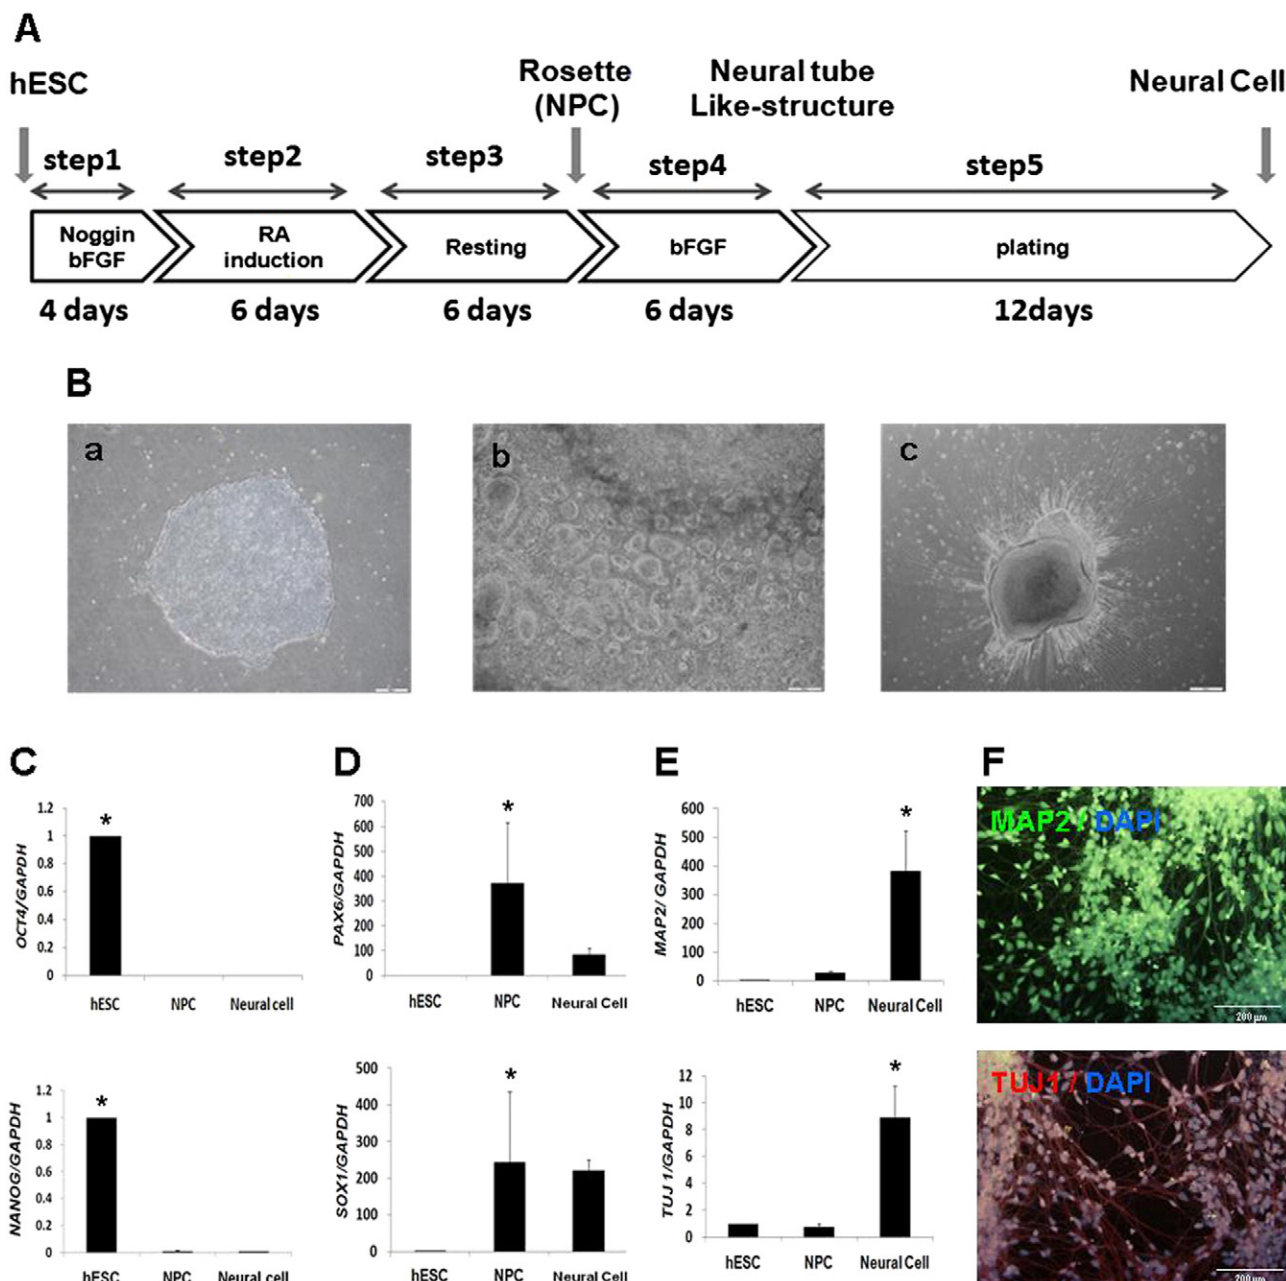 A
hESC
Rosette
(NPC)
Neural tube
Like-structure
Neural Cell
step1
step2
step3
step4
step5
Noggin
bFGF
RA
induction
Resting
bFGF
plating
4 days
6 days
6 days
6 days
12days
B
a
b
c
C
1.2
1
0.8
0.6
0.4
0.2
0
OCT4/GAPDH
*
hESC
NPC
Neural cell
1.2
1
0.8
0.6
0.4
0.2
0
NANOG/GAPDH
*
hESC
NPC
Neural cell
D
700
600
500
400
300
200
100
0
PAX6/GAPDH
*
hESC
NPC
Neural Cell
500
400
300
200
100
0
SOX1/GAPDH
*
hESC
NPC
Neural Cell
E
600
500
400
300
200
100
0
MAP2/ GAPDH
*
hESC
NPC
Neural Cell
12
10
8
6
4
2
0
TUJ 1/GAPDH
*
hESC
NPC
Neural Cell
F
MAP2 / DAPI
200 µm
TUJ1 / DAPI
200 µm